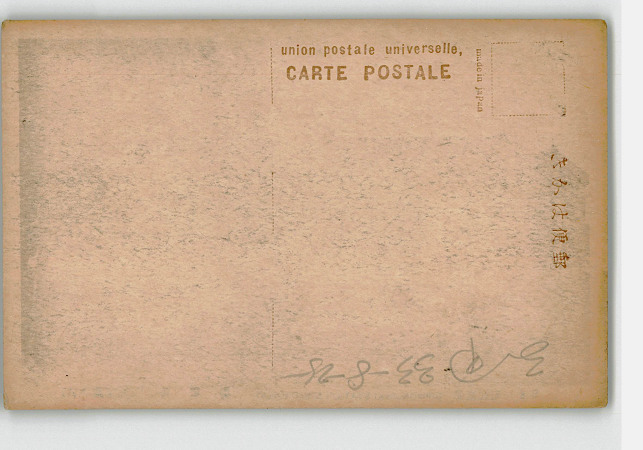 union postale universelle,
CARTE POSTALE
made in japan
郵便はかき